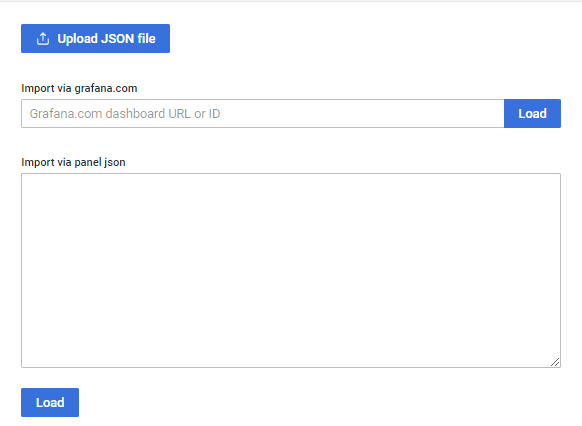 Upload JSON file
Import via grafana.com
Grafana.com dashboard URL or ID
Load
Import via panel json
Load